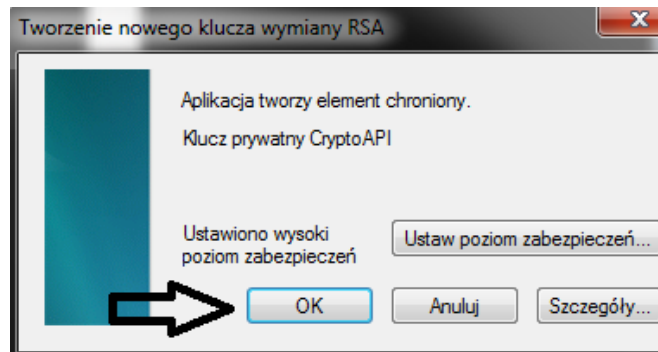 Tworzenie nowego klucza wymiany RSA
Aplikacja tworzy element chroniony.
Klucz prywatny CryptoAPI
Ustawiono wysoki
poziom zabezpieczeń
Ustaw poziom zabezpieczeń...
OK
Anuluj
Szczegóły...